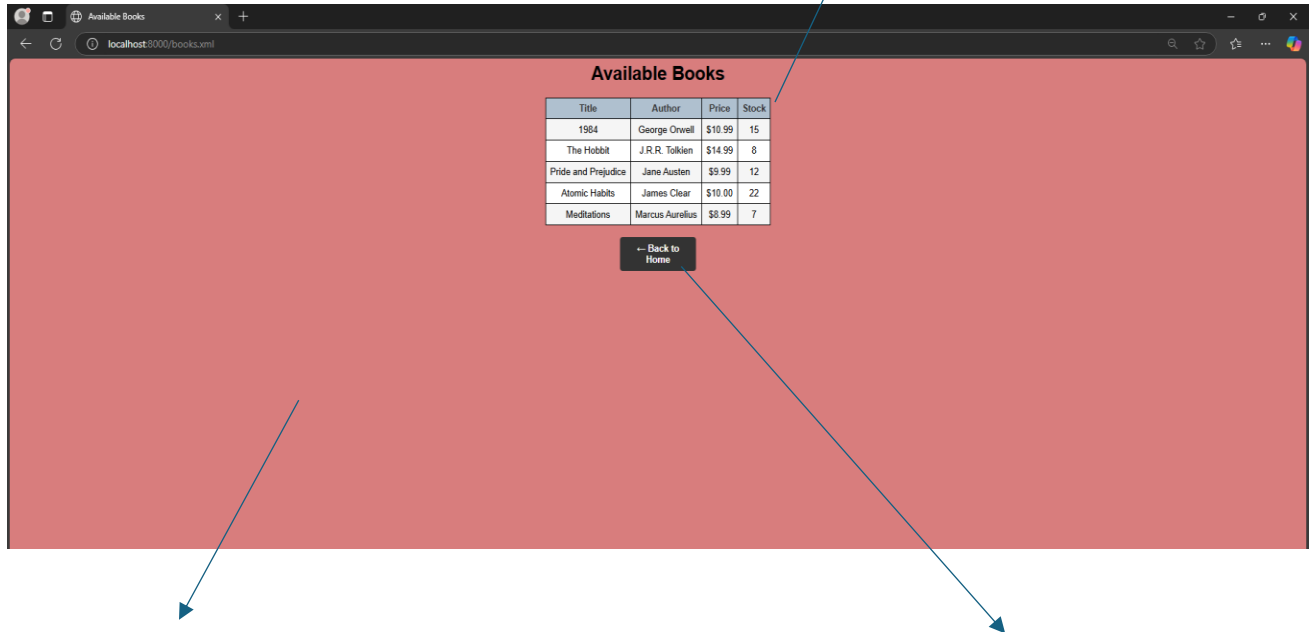 Available Books
localhost:8000/books.xml
Available Books
Title Author Price Stock
1984 George Orwell $10.99 15
The Hobbit J.R.R. Tolkien $14.99 8
Pride and Prejudice Jane Austen $9.99 12
Atomic Habits James Clear $10.00 22
Meditations Marcus Aurelius $8.99 7
← Back to
Home